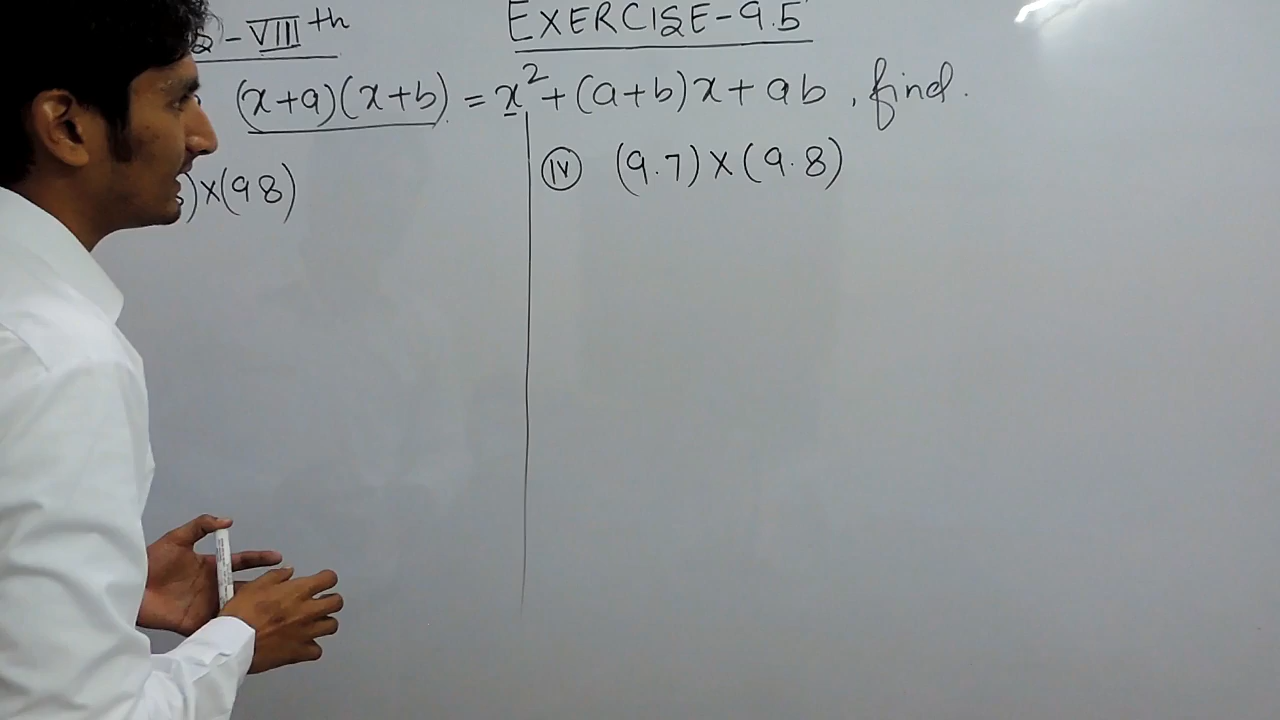 -VIIIth
EXERCISE-9.5
(x+a)(x+b) = x²+(a+b)x+ab, find.
)x(98)
(iv) (9.7)x(9.8)